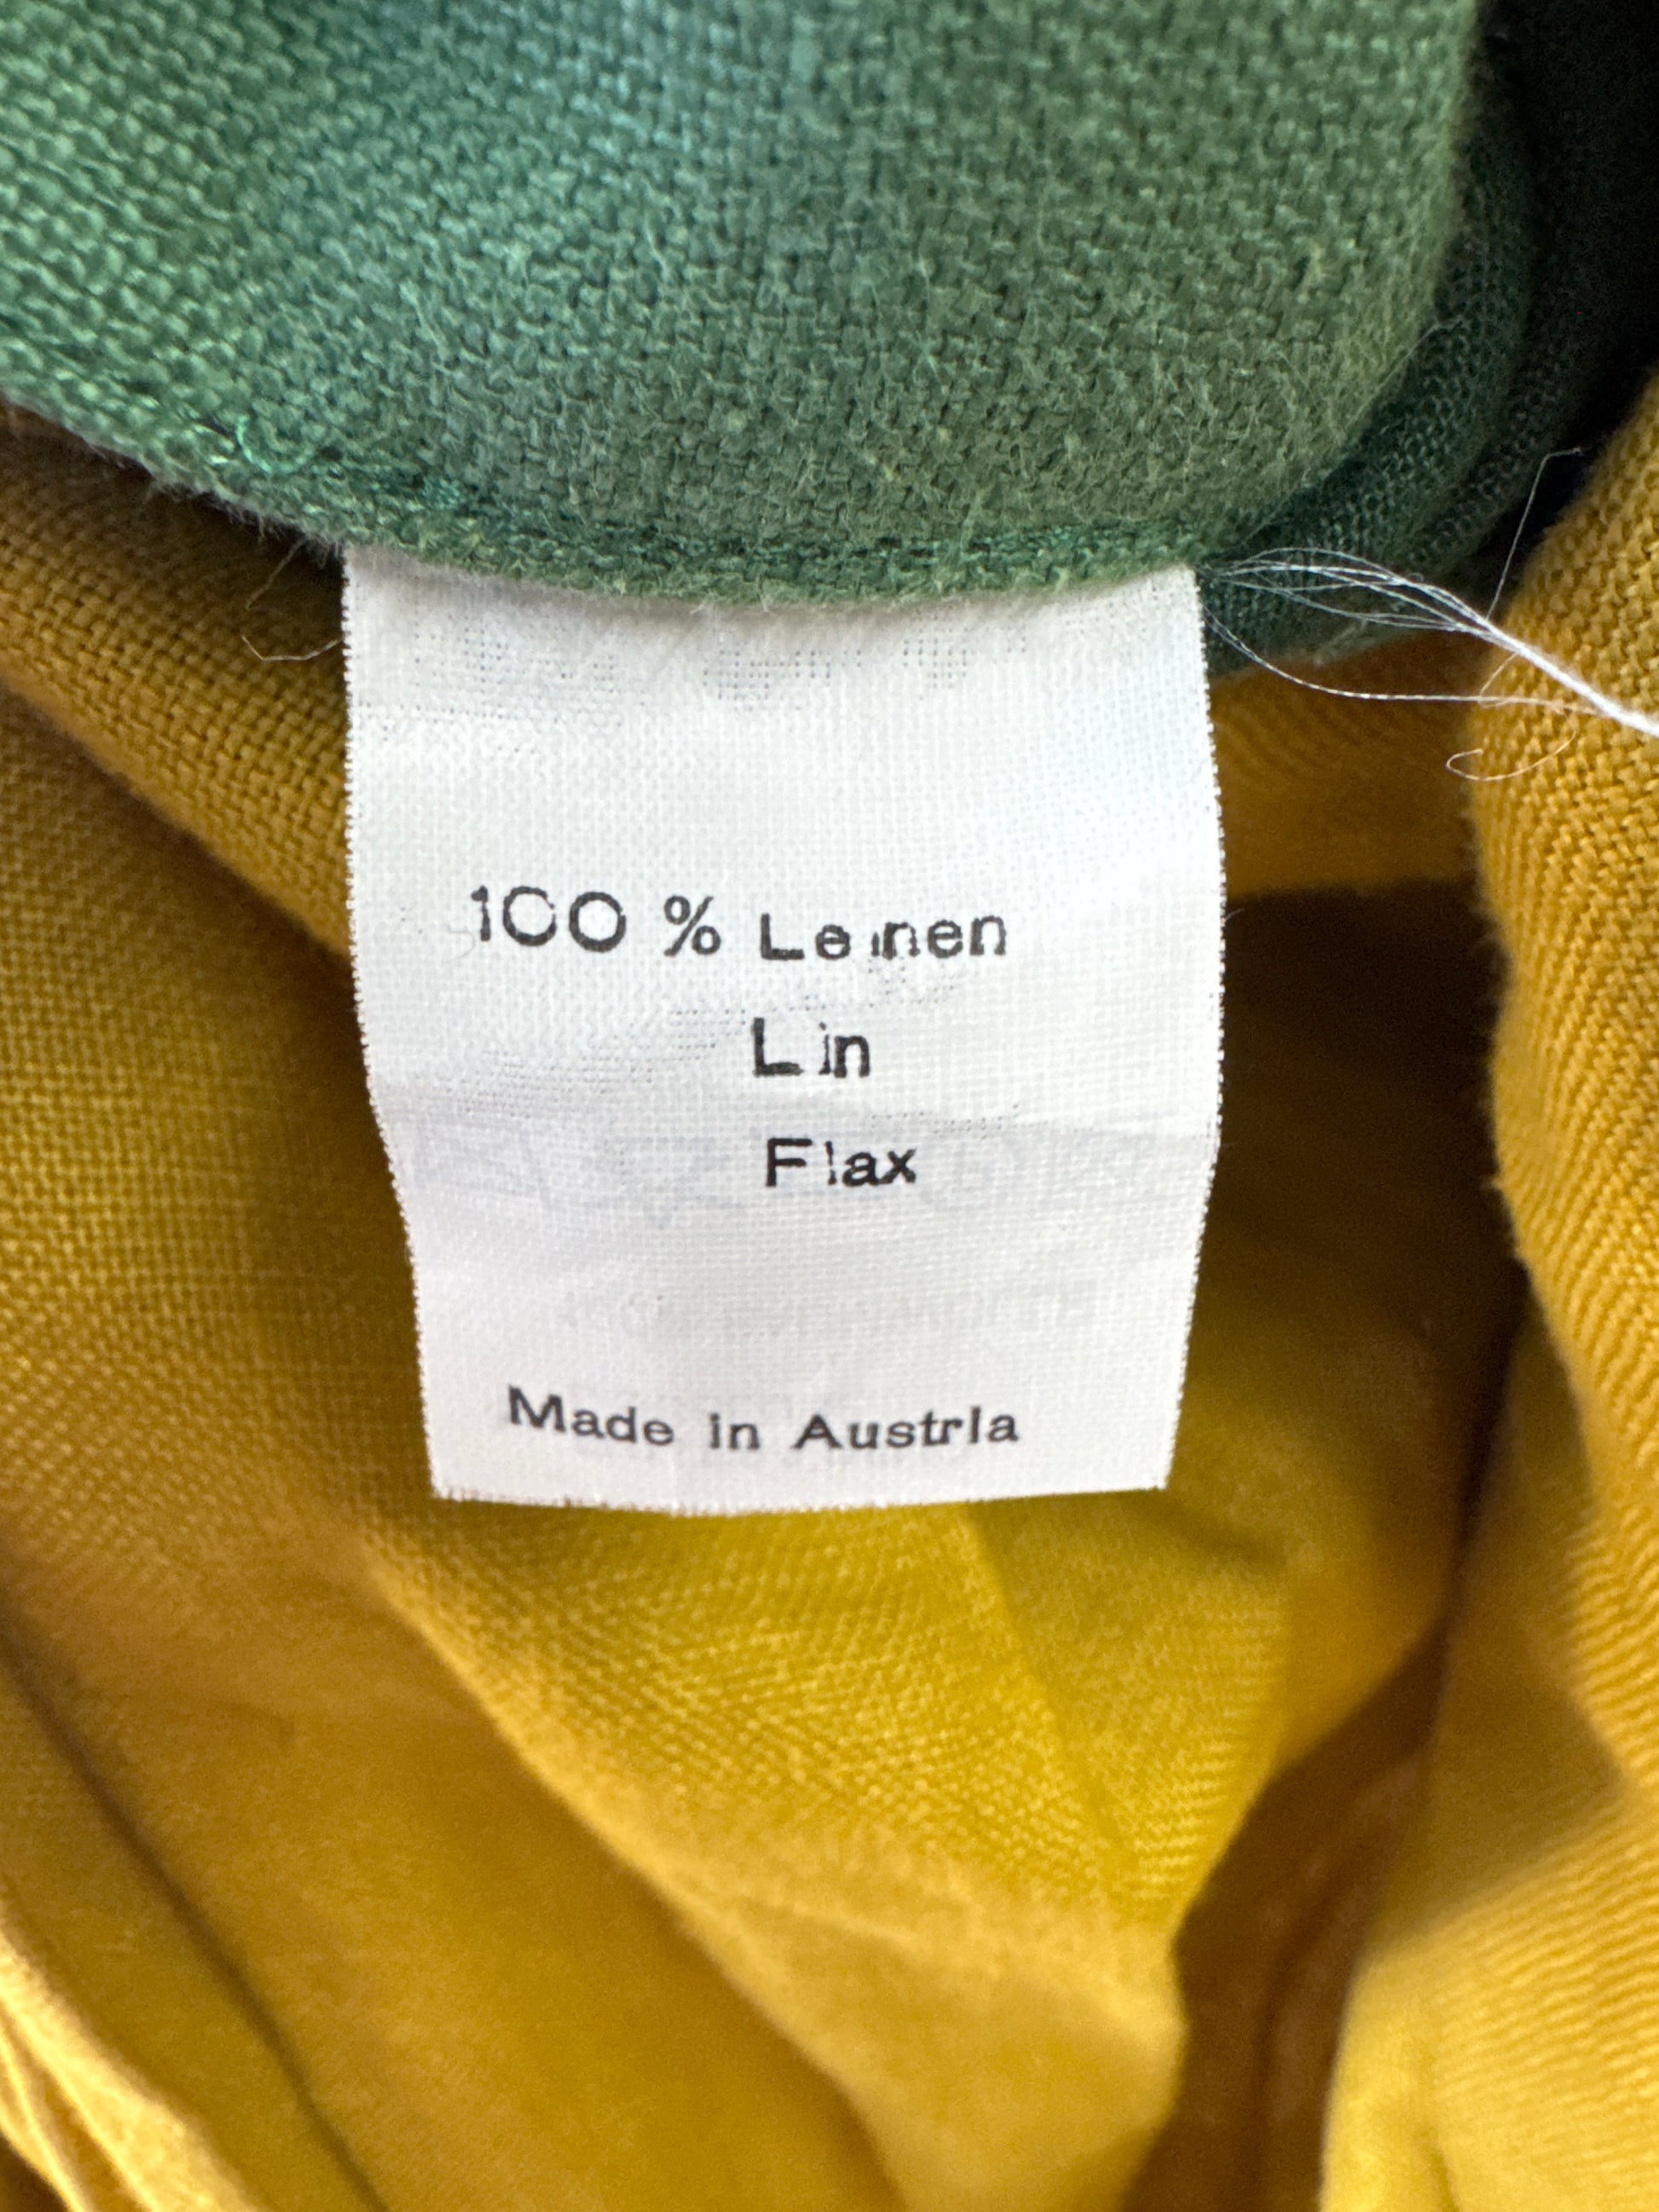 100 % Leinen
Lin
Flax
Made in Austria